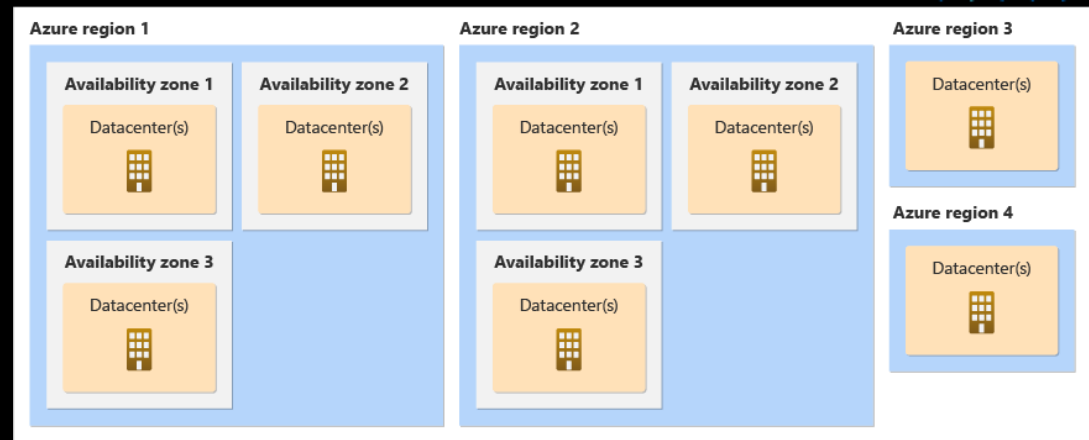 Azure region 1
Availability zone 1
Datacenter(s)
Availability zone 2
Datacenter(s)
Availability zone 3
Datacenter(s)
Azure region 2
Availability zone 1
Datacenter(s)
Availability zone 2
Datacenter(s)
Availability zone 3
Datacenter(s)
Azure region 3
Datacenter(s)
Azure region 4
Datacenter(s)